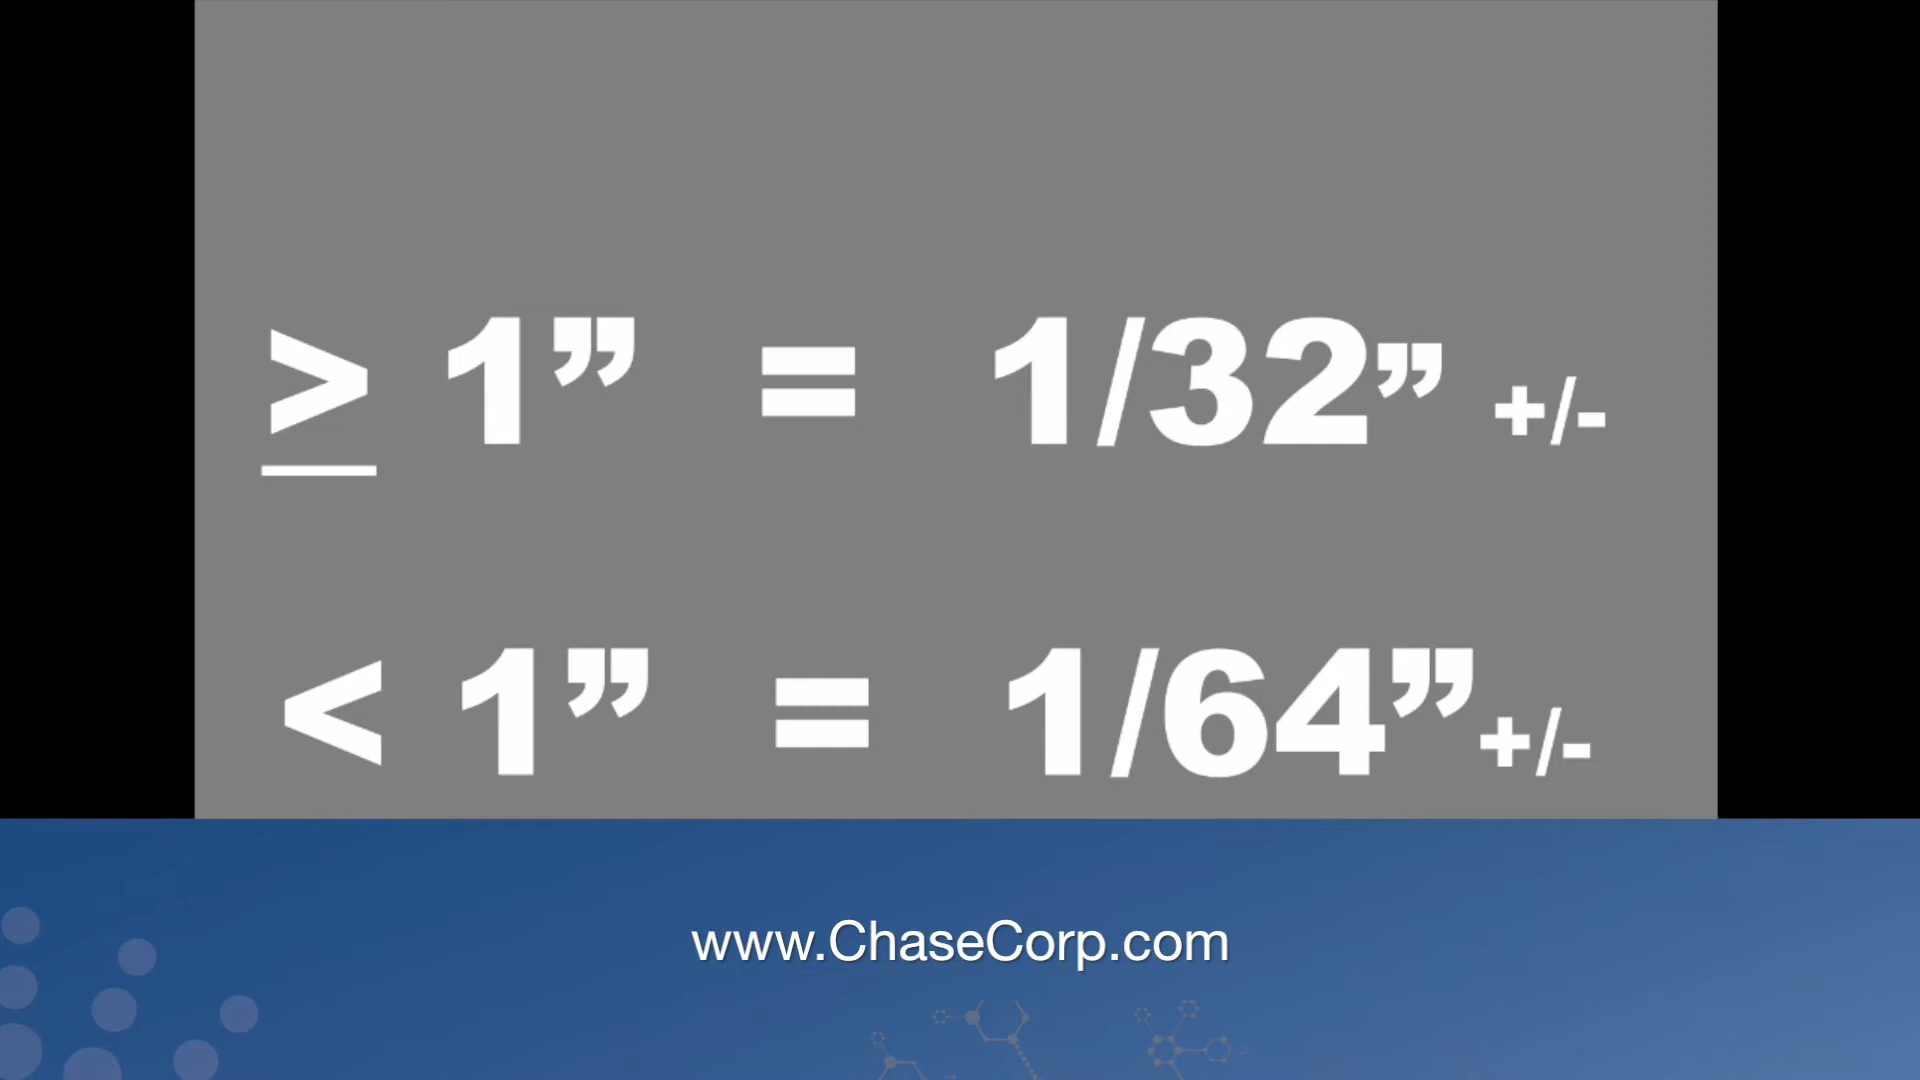 ≥ 1” = 1/32” +/-
< 1” = 1/64”+/-
www.ChaseCorp.com